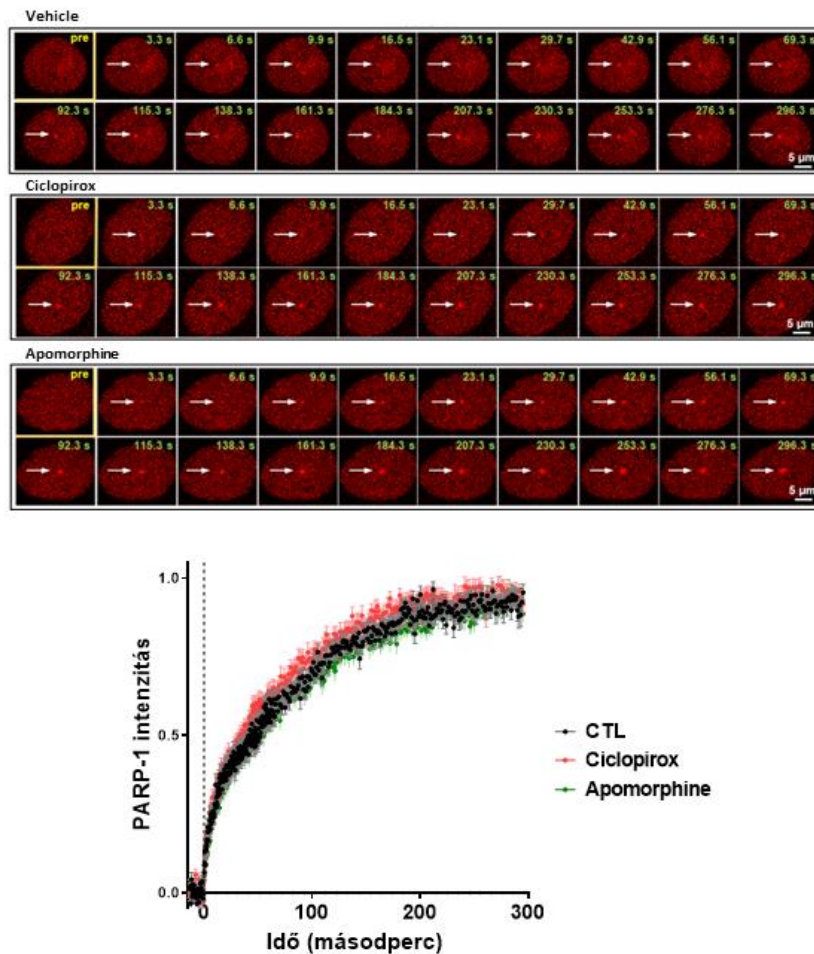 Vehicle
pre 3.3 s 6.6 s 9.9 s 16.5 s 23.1 s 29.7 s 42.9 s 56.1 s 69.3 s
92.3 s 115.3 s 138.3 s 161.3 s 184.3 s 207.3 s 230.3 s 253.3 s 276.3 s 296.3 s
5 µm
Ciclopirox
pre 3.3 s 6.6 s 9.9 s 16.5 s 23.1 s 29.7 s 42.9 s 56.1 s 69.3 s
92.3 s 115.3 s 138.3 s 161.3 s 184.3 s 207.3 s 230.3 s 253.3 s 276.3 s 296.3 s
5 µm
Apomorphine
pre 3.3 s 6.6 s 9.9 s 16.5 s 23.1 s 29.7 s 42.9 s 56.1 s 69.3 s
92.3 s 115.3 s 138.3 s 161.3 s 184.3 s 207.3 s 230.3 s 253.3 s 276.3 s 296.3 s
5 µm
PARP-1 intenzitás
1.0
0.5
0.0
0 100 200 300
Idő (másodperc)
CTL
Ciclopirox
Apomorphine